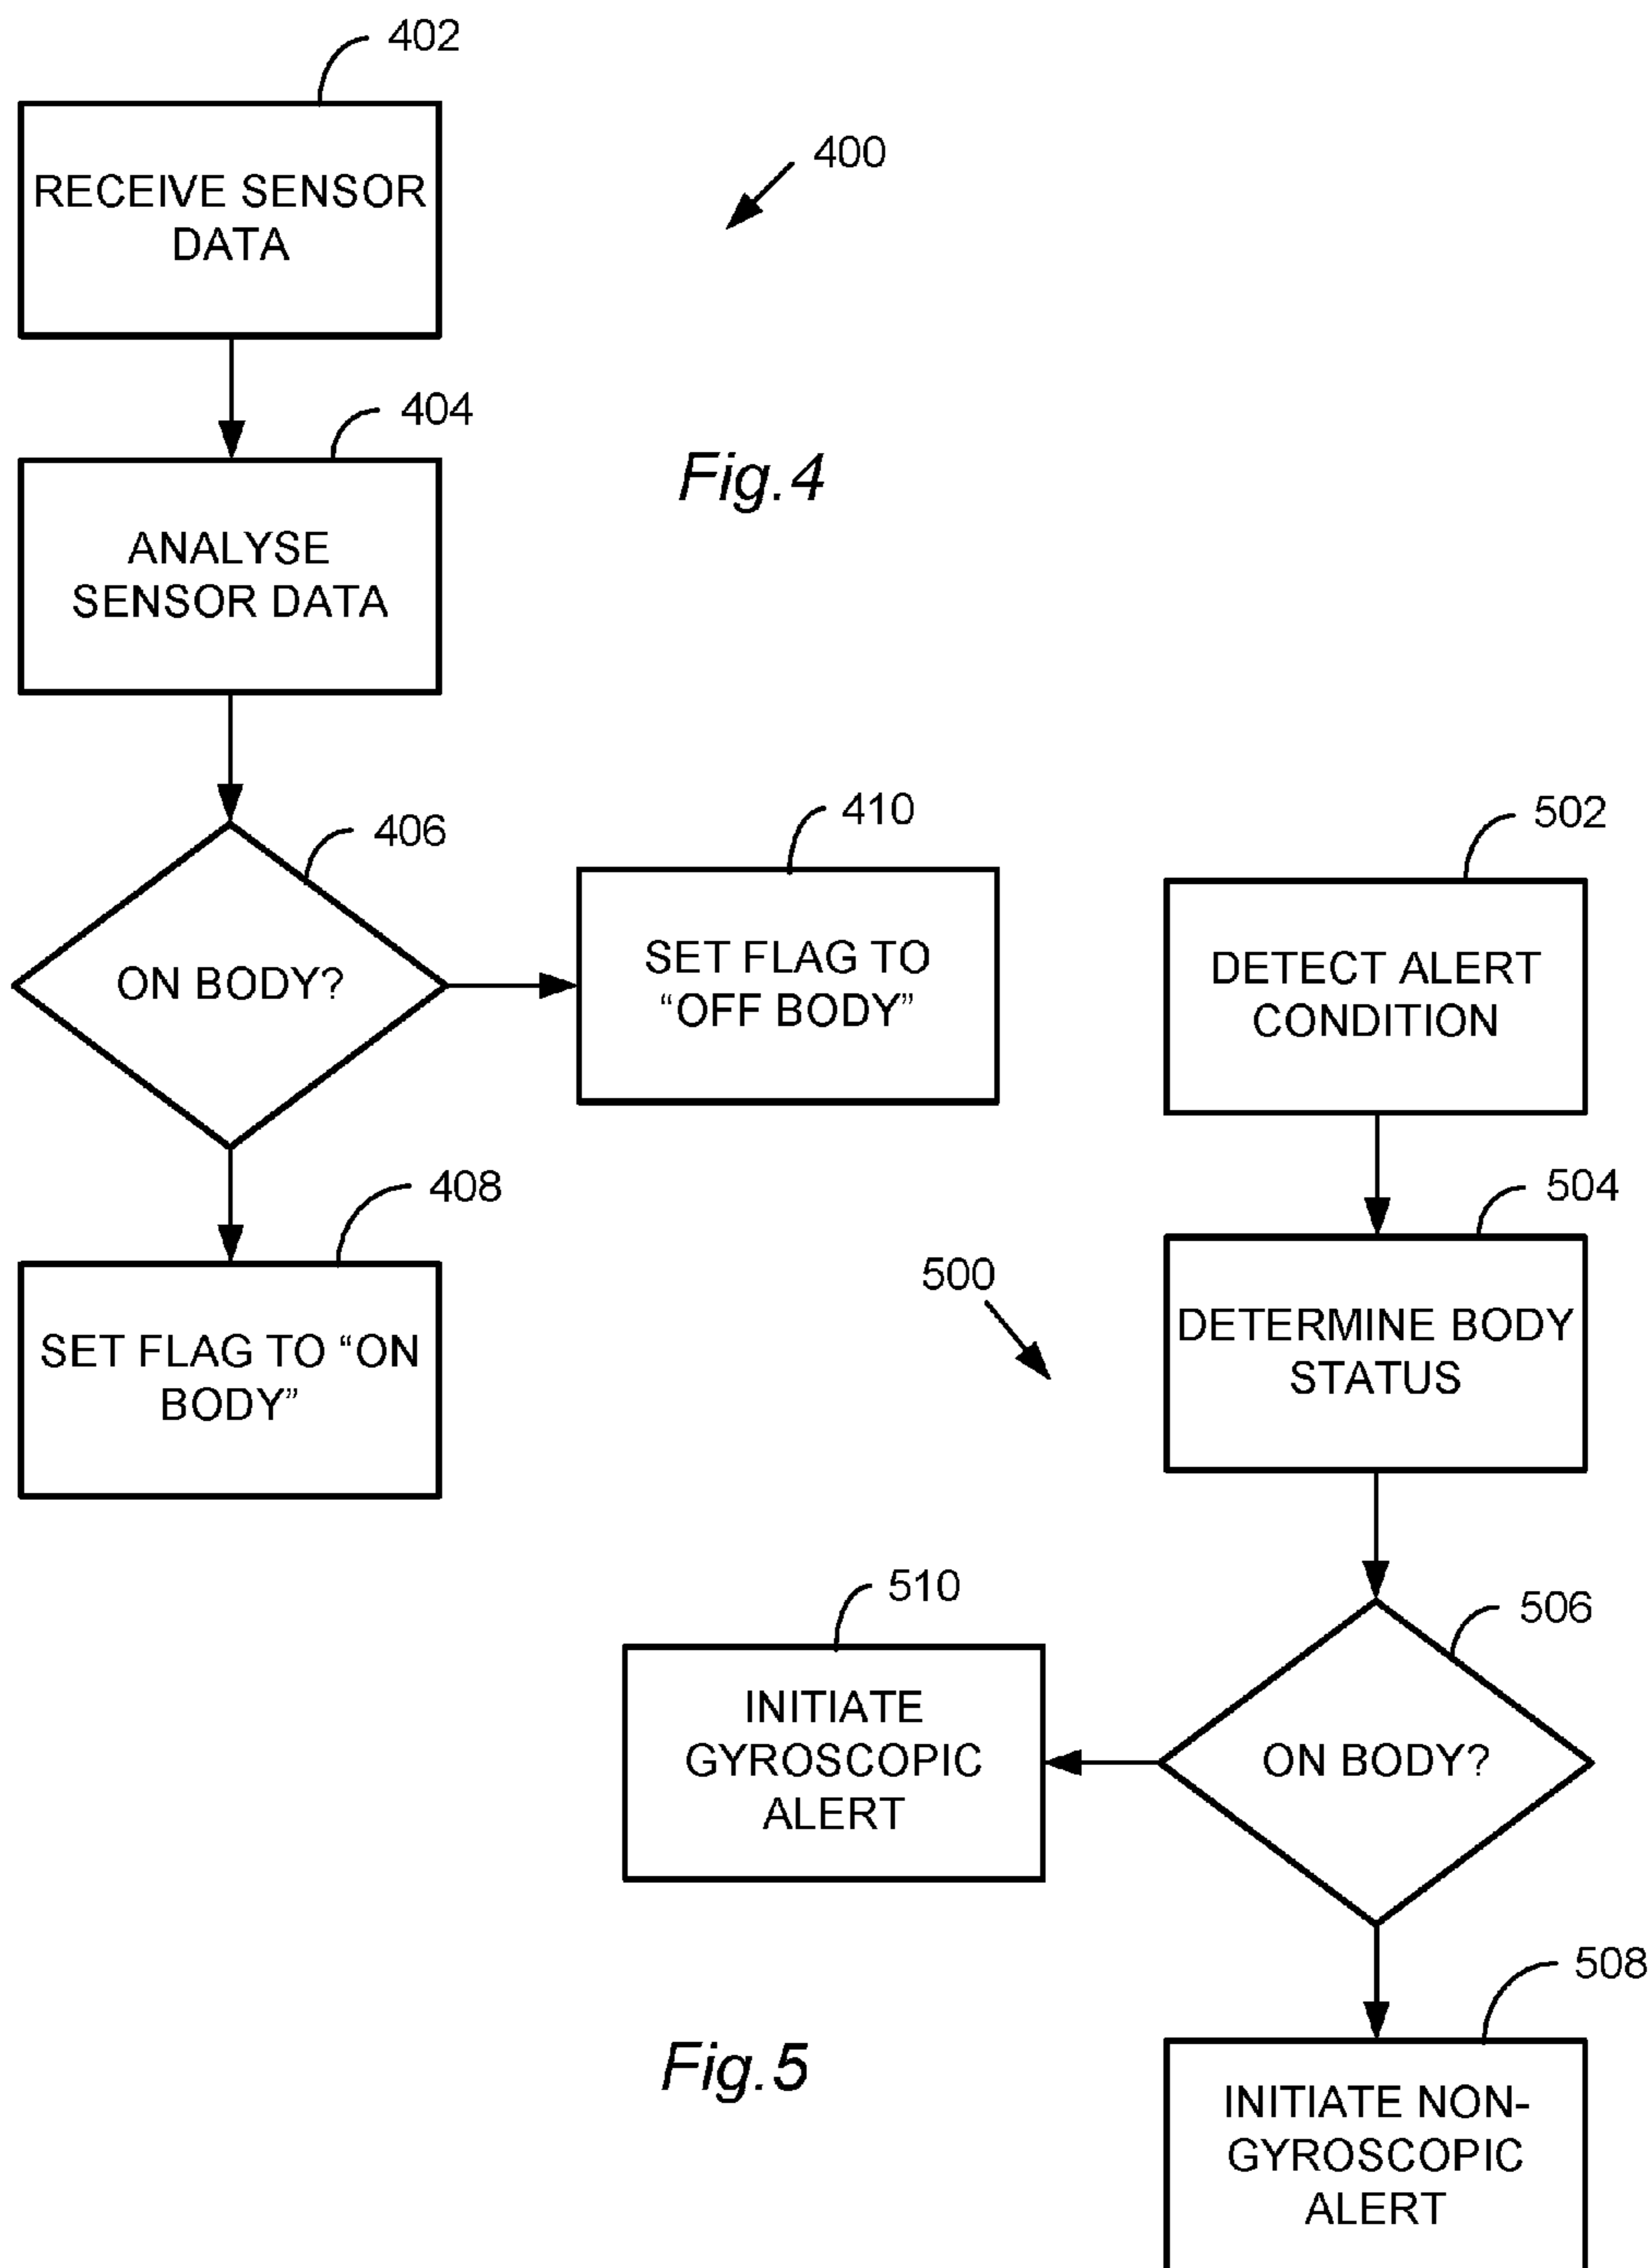 402
RECEIVE SENSOR
DATA
400
404
ANALYSE
SENSOR DATA
Fig.4
406
ON BODY?
410
SET FLAG TO
“OFF BODY”
408
SET FLAG TO “ON
BODY”
502
DETECT ALERT
CONDITION
504
DETERMINE BODY
STATUS
500
506
ON BODY?
510
INITIATE
GYROSCOPIC
ALERT
508
INITIATE NON-
GYROSCOPIC
ALERT
Fig.5